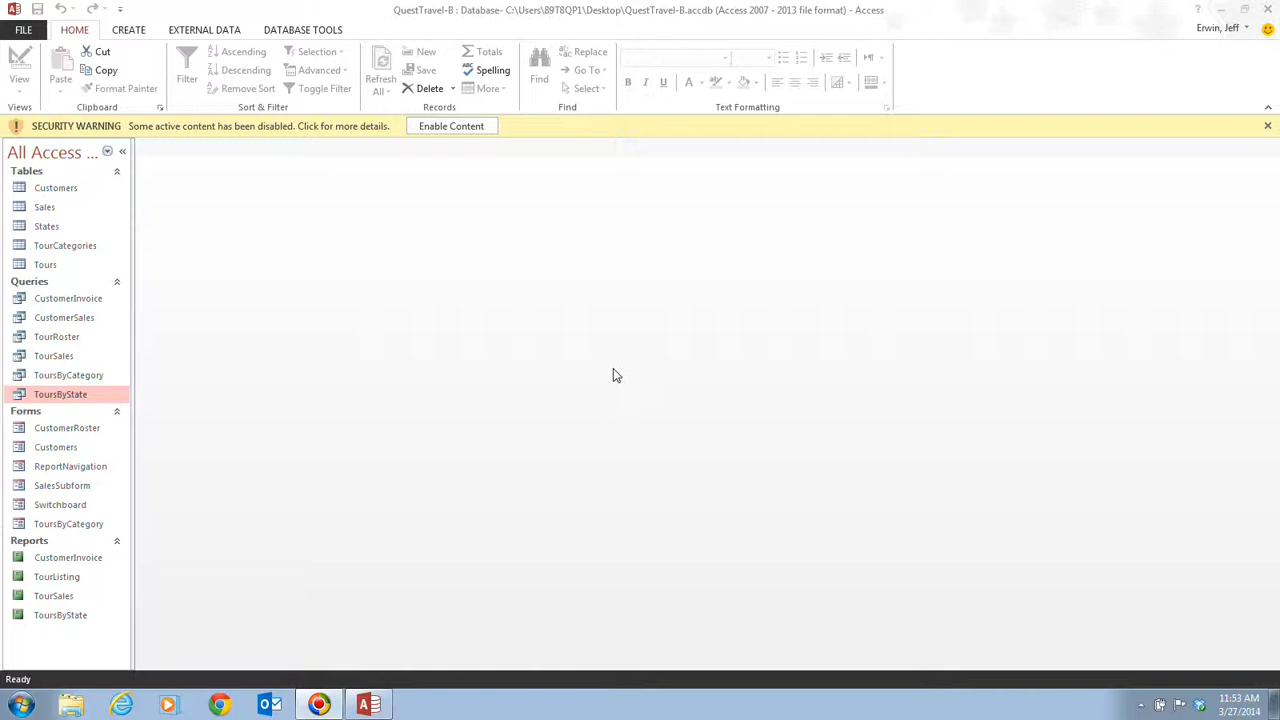 QuestTravel-B : Database- C:\Users\89T8QP1\Desktop\QuestTravel-B.accdb (Access 2007 - 2013 file format) - Access
FILE HOME CREATE EXTERNAL DATA DATABASE TOOLS Erwin, Jeff
View
Views
Paste
Cut
Copy
Painter
Clipboard
Filter
Ascending
Descending
Remove Sort
Selection
Advanced
Toggle Filter
Sort & Filter
Refresh
All
New
Save
Delete
Totals
Spelling
More
Records
Find
Replace
Go To
Select
Find
B I U A
Text Formatting
SECURITY WARNING Some active content has been disabled. Click for more details. Enable Content
All Access ...
Tables
Customers
Sales
States
TourCategories
Tours
Queries
CustomerInvoice
CustomerSales
TourRoster
TourSales
ToursByCategory
ToursByState
Forms
CustomerRoster
Customers
ReportNavigation
SalesSubform
Switchboard
ToursByCategory
Reports
CustomerInvoice
TourListing
TourSales
ToursByState
Ready
11:53 AM
3/27/2014